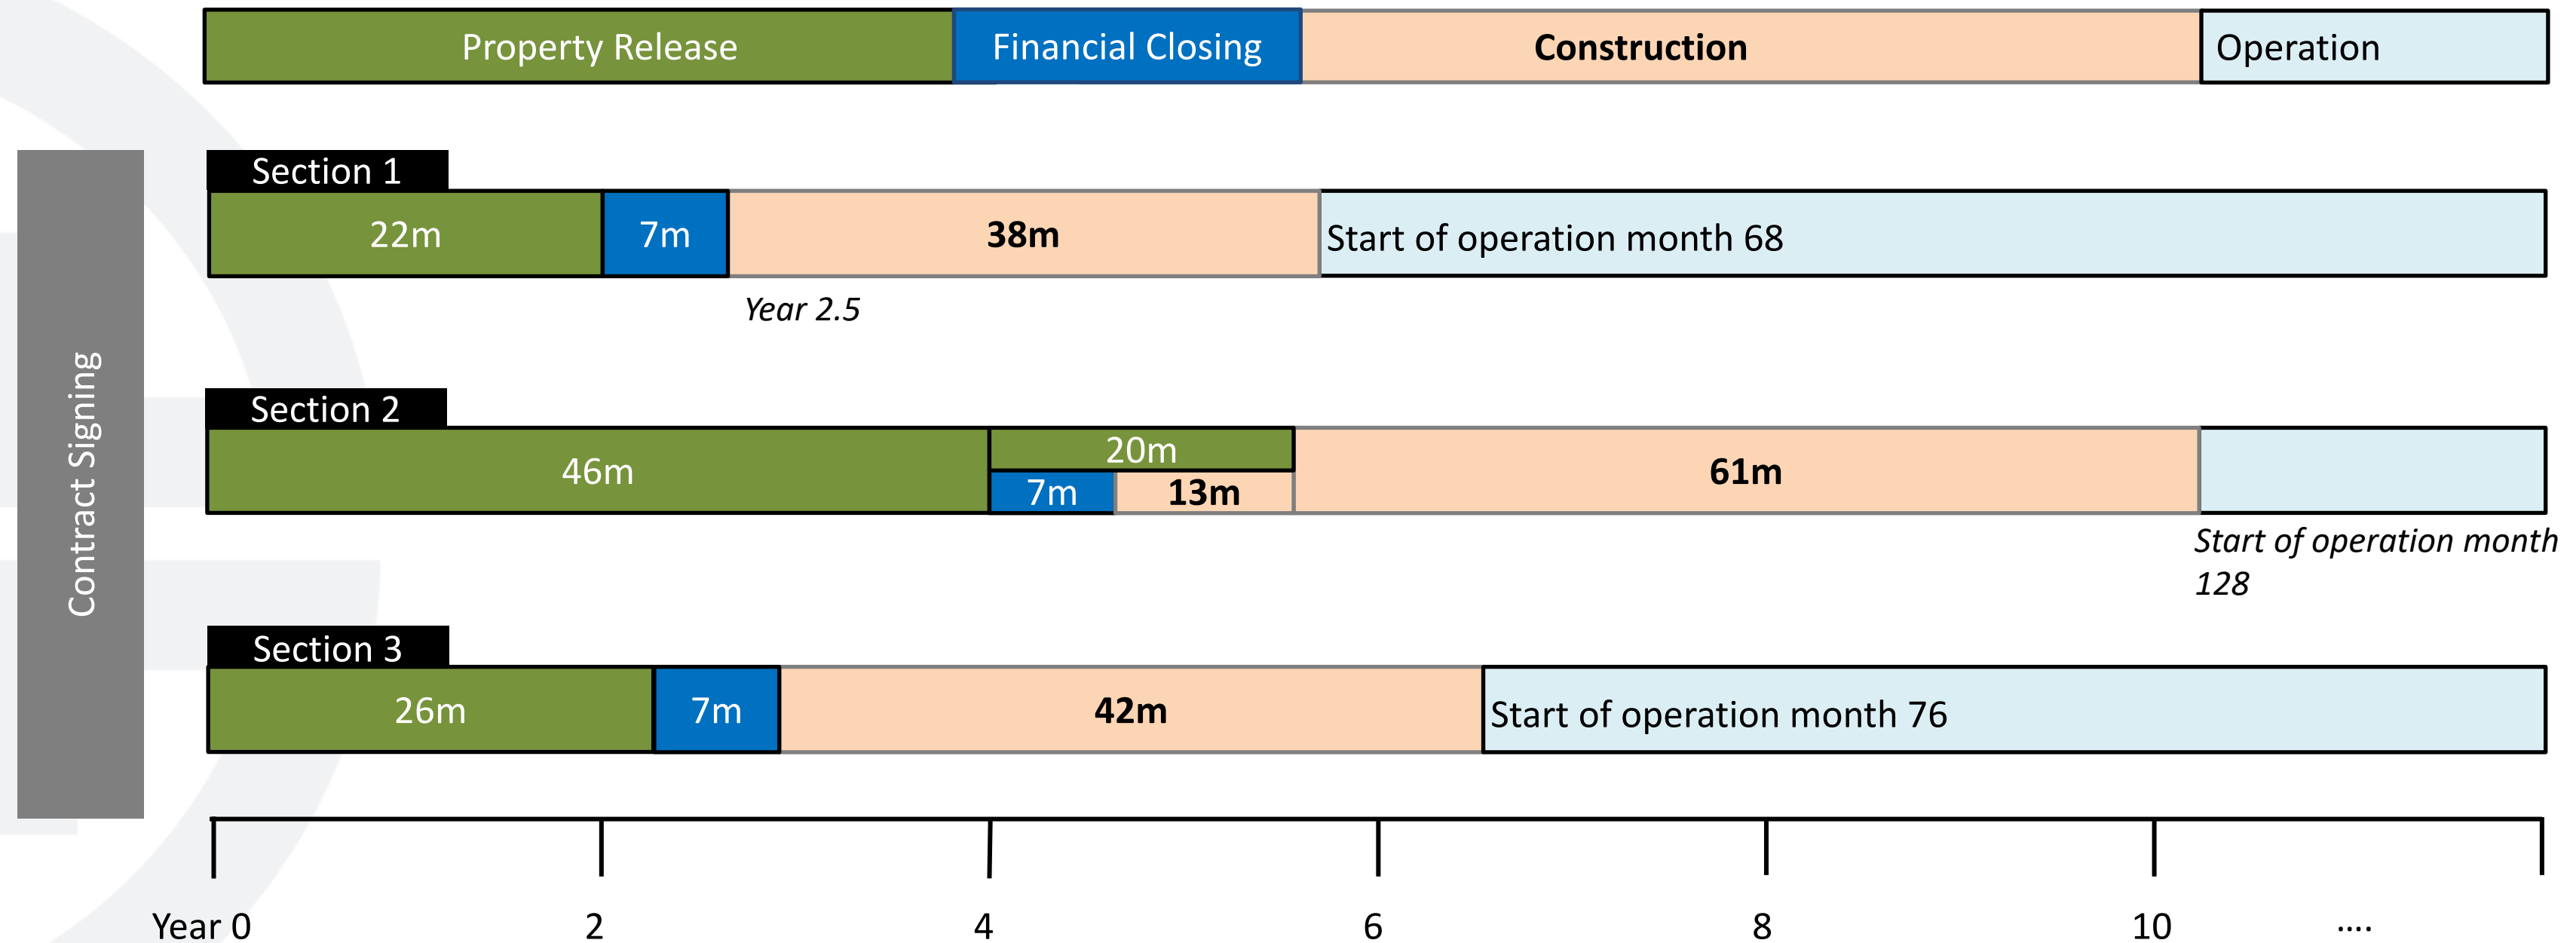 Property Release
Financial Closing
Construction
Operation
Contract Signing
Section 1
22m
7m
38m
Start of operation month 68
Year 2.5
Section 2
46m
20m
7m
13m
61m
Start of operation month
128
Section 3
26m
7m
42m
Start of operation month 76
Year 0
2
4
6
8
10
....